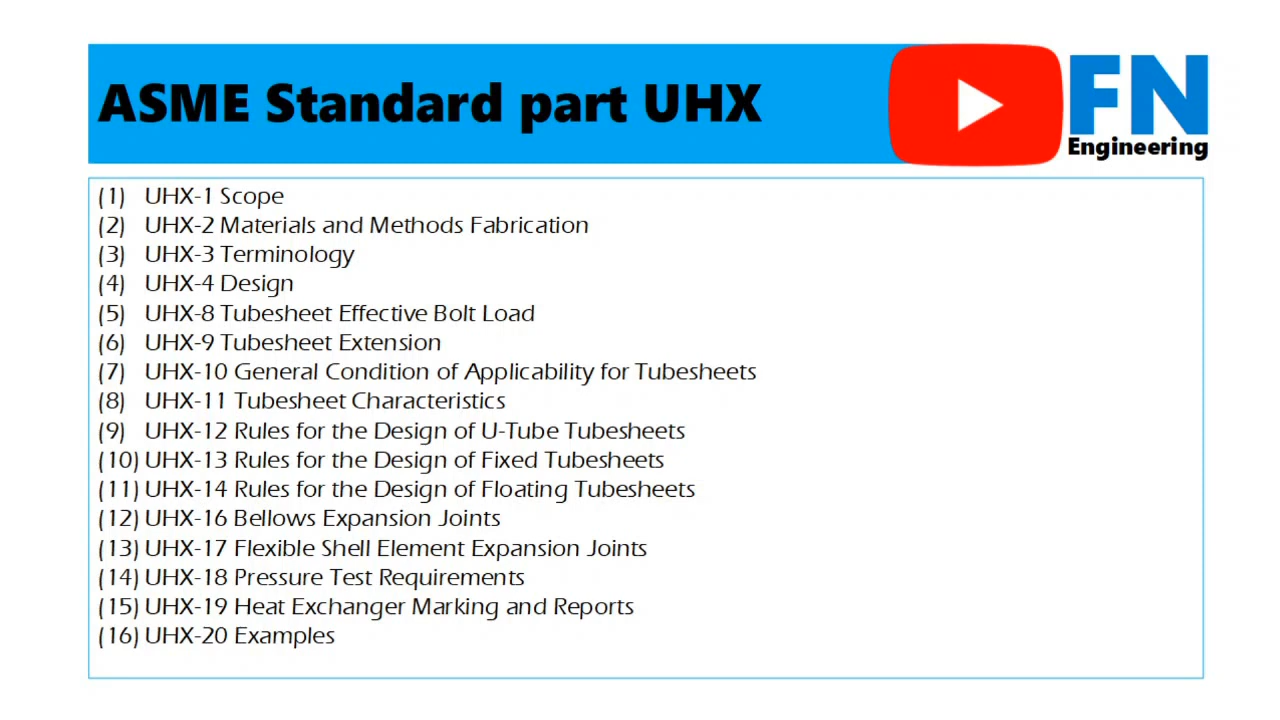 ASME Standard part UHX
FN
Engineering
(1) UHX-1 Scope
(2) UHX-2 Materials and Methods Fabrication
(3) UHX-3 Terminology
(4) UHX-4 Design
(5) UHX-8 Tubesheet Effective Bolt Load
(6) UHX-9 Tubesheet Extension
(7) UHX-10 General Condition of Applicability for Tubesheets
(8) UHX-11 Tubesheet Characteristics
(9) UHX-12 Rules for the Design of U-Tube Tubesheets
(10) UHX-13 Rules for the Design of Fixed Tubesheets
(11) UHX-14 Rules for the Design of Floating Tubesheets
(12) UHX-16 Bellows Expansion Joints
(13) UHX-17 Flexible Shell Element Expansion Joints
(14) UHX-18 Pressure Test Requirements
(15) UHX-19 Heat Exchanger Marking and Reports
(16) UHX-20 Examples